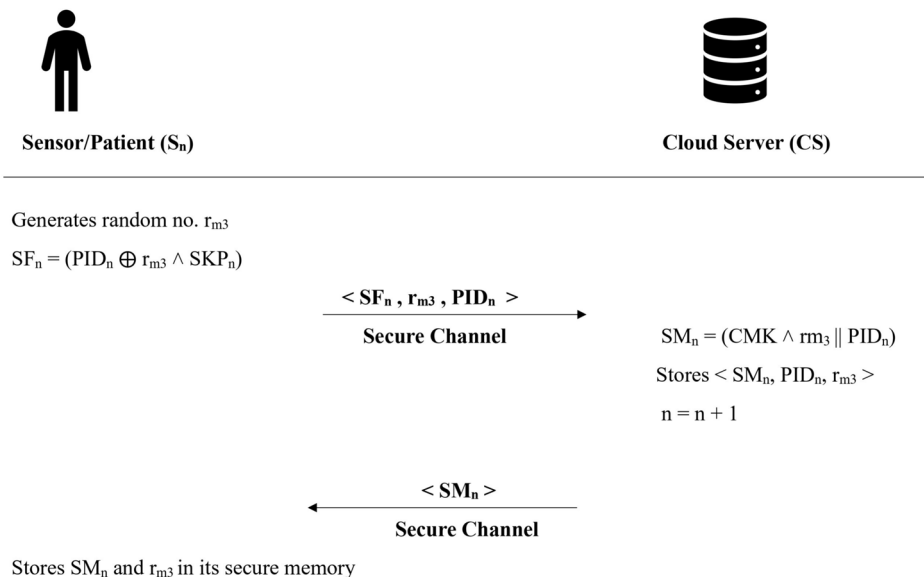 Sensor/Patient (Sₙ)
Cloud Server (CS)
Generates random no. rₘ₃
SFₙ = (PIDₙ ⊕ rₘ₃ ∧ SKPₙ)
< SFₙ , rₘ₃ , PIDₙ >
Secure Channel
SMₙ = (CMK ∧ rm₃ || PIDₙ)
Stores < SMₙ, PIDₙ, rₘ₃ >
n = n + 1
< SMₙ >
Secure Channel
Stores SMₙ and rₘ₃ in its secure memory